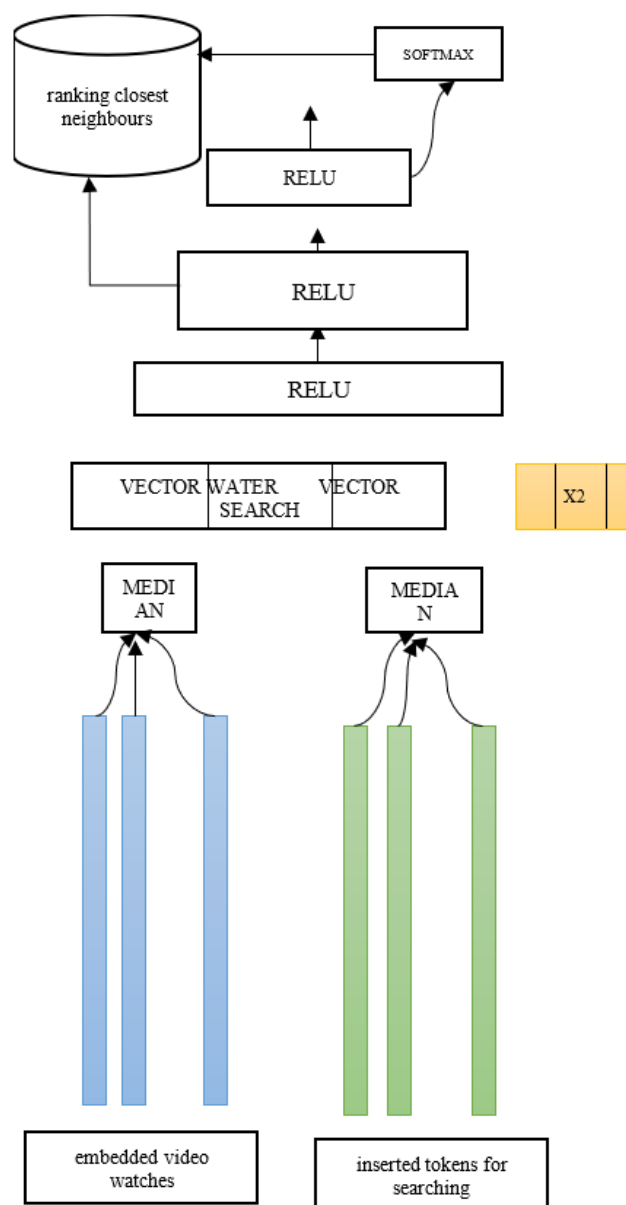 SOFTMAX
ranking closest
neighbours
RELU
RELU
RELU
VECTOR WATER VECTOR
SEARCH
X2
MEDI
AN
MEDIA
N
embedded video
watches
inserted tokens for
searching